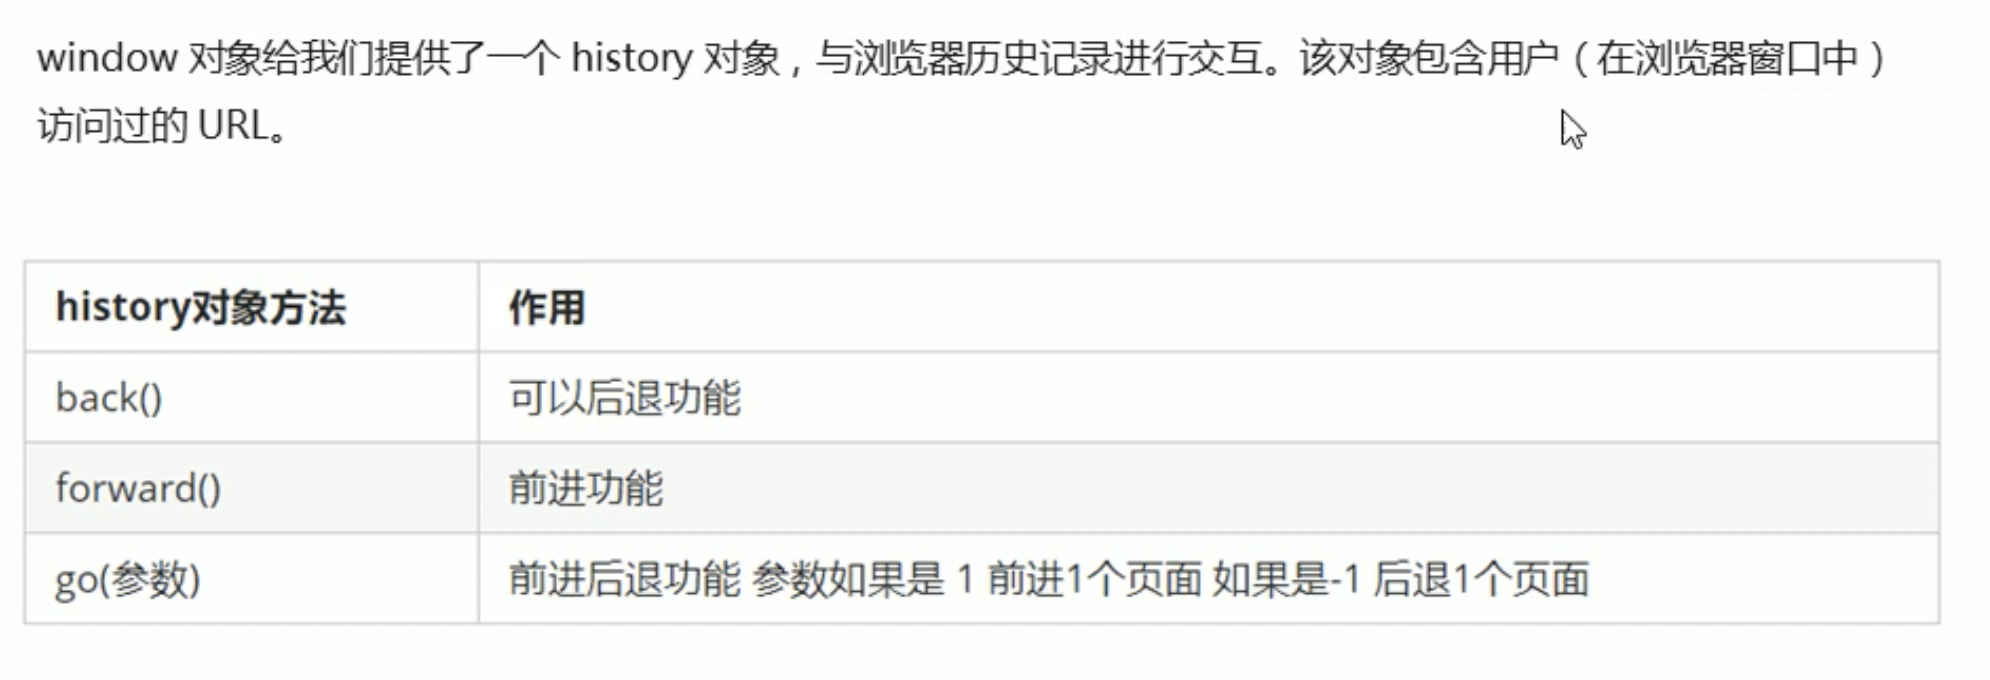 window 对象给我们提供了一个 history 对象，与浏览器历史记录进行交互。该对象包含用户（在浏览器窗口中）
访问过的 URL。
history对象方法 作用
back() 可以后退功能
forward() 前进功能
go(参数) 前进后退功能 参数如果是 1 前进1个页面 如果是-1 后退1个页面